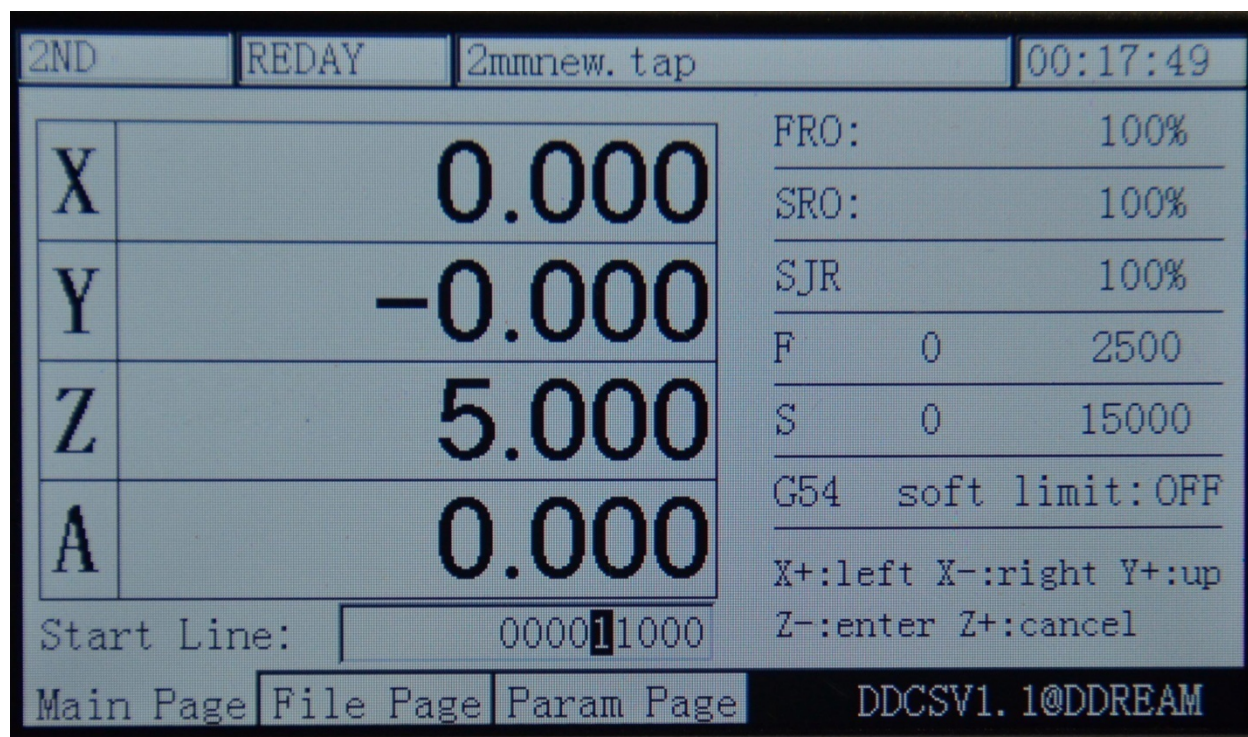 2ND REDAY 2mmnew.tap 00:17:49
X 0.000
Y -0.000
Z 5.000
A 0.000
FRO: 100%
SRO: 100%
SJR 100%
F 0 2500
S 0 15000
G54 soft limit:OFF
X+:left X-:right Y+:up
Z-:enter Z+:cancel
Start Line: 000011000
Main Page File Page Param Page DDCSV1.1@DDREAM